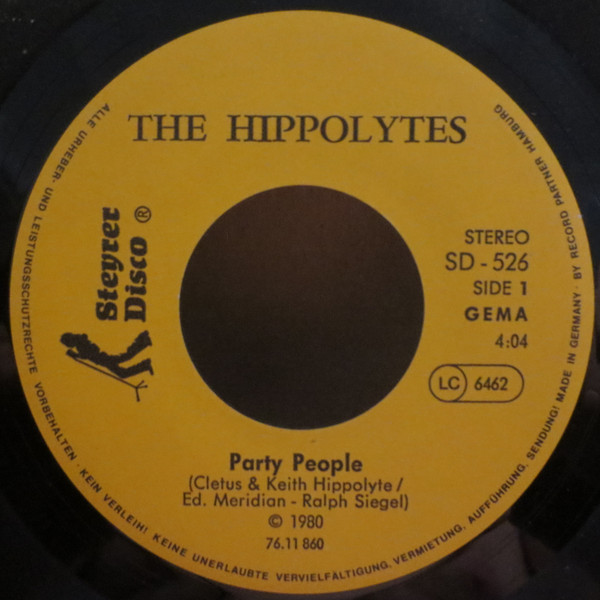 THE HIPPOLYTES
Steyrer
Disco ®
STEREO
SD - 526
SIDE 1
GEMA
4:04
LC 6462
Party People
(Cletus & Keith Hippolyte /
Ed. Meridian - Ralph Siegel)
© 1980
76.11 860
ALLE URHEBER- UND LEISTUNGSSCHUTZRECHTE VORBEHALTEN · KEIN VERLEIH! KEINE UNERLAUBTE VERVIELFÄLTIGUNG, VERMIETUNG, AUFFÜHRUNG, SENDUNG! MADE IN GERMANY · BY RECORD PARTNER HAMBURG